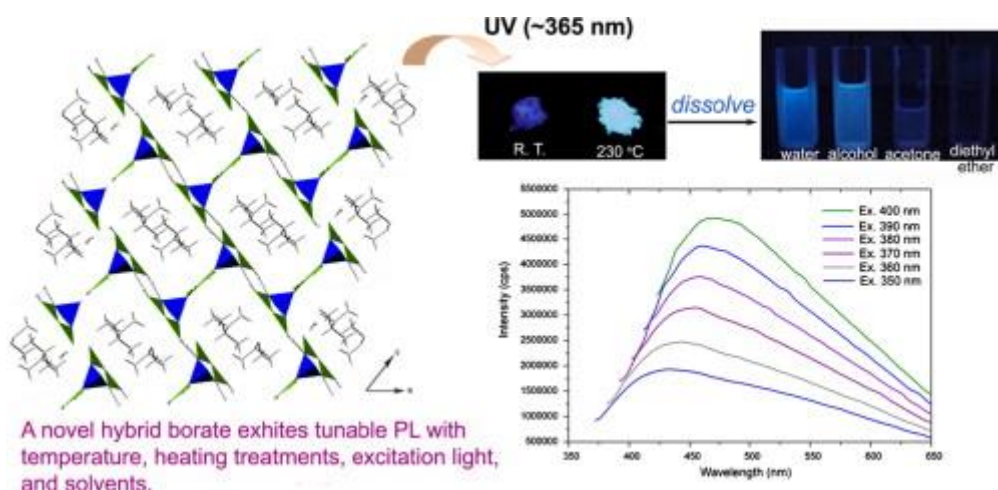 UV (~365 nm)
R. T.
230 °C
dissolve
water alcohol acetone diethyl
ether
Intensity (cps)
5500000
5000000
4500000
4000000
3500000
3000000
2500000
2000000
1500000
1000000
500000
Ex. 400 nm
Ex. 390 nm
Ex. 380 nm
Ex. 370 nm
Ex. 360 nm
Ex. 350 nm
350 400 450 500 550 600 650
Wavelength (nm)
A novel hybrid borate exhites tunable PL with
temperature, heating treatments, excitation light,
and solvents.